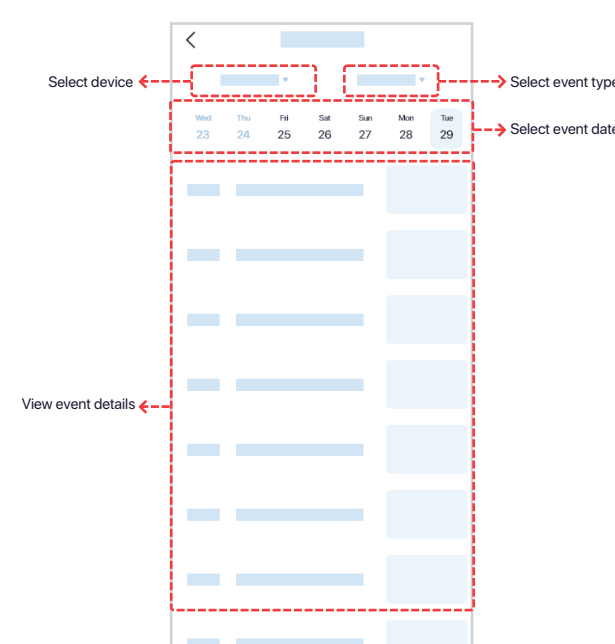 Select device
Select event type
Wed Thu Fri Sat Sun Mon Tue
23 24 25 26 27 28 29
Select event date
View event details